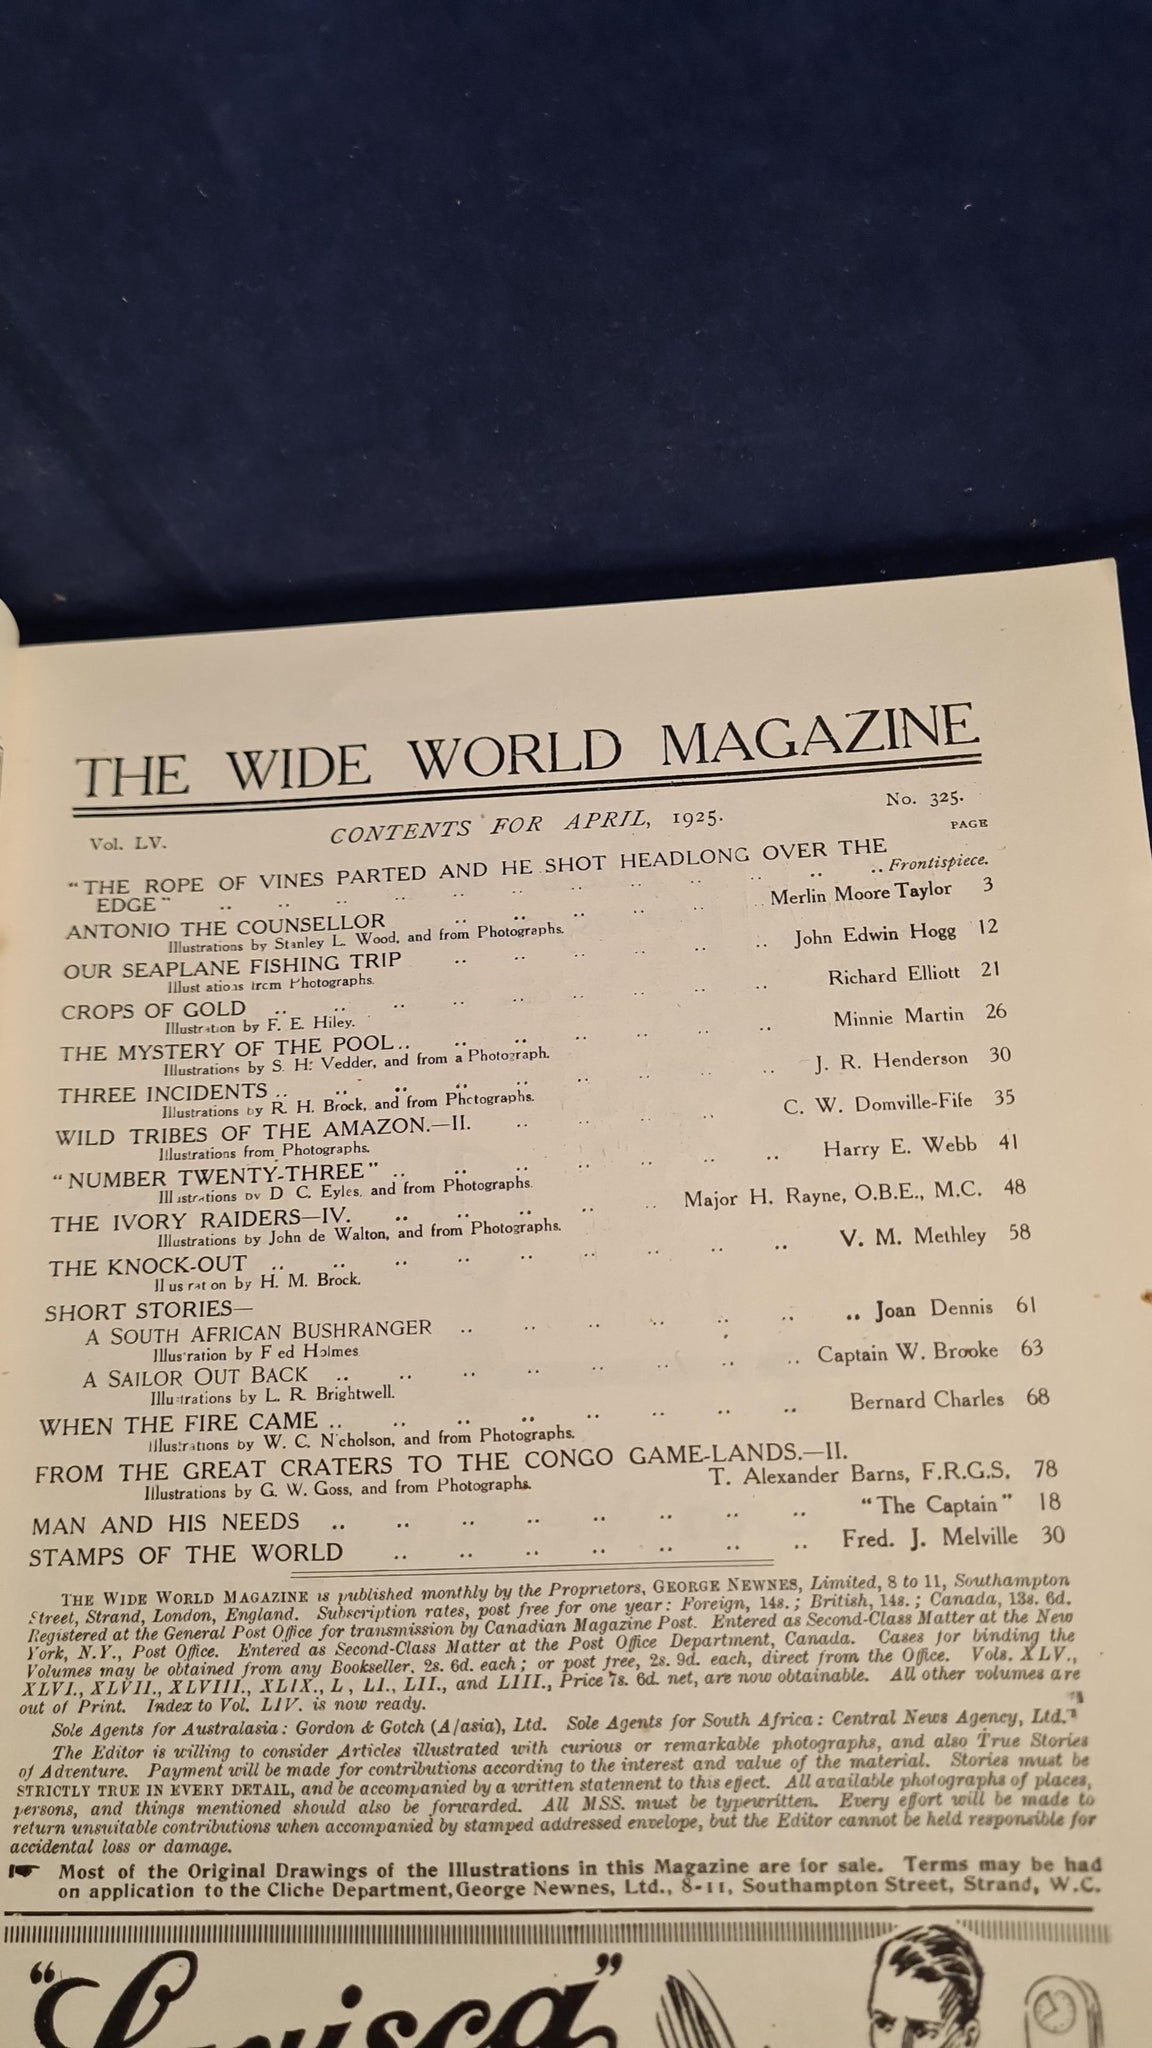 THE WIDE WORLD MAGAZINE
Vol. LV. CONTENTS FOR APRIL, 1925. No. 325.
PAGE
"THE ROPE OF VINES PARTED AND HE SHOT HEADLONG OVER THE
EDGE" .. .. .. .. .. .. .. .. .. .. .. Frontispiece.
ANTONIO THE COUNSELLOR .. .. .. .. Merlin Moore Taylor 3
Illustrations by Stanley L. Wood, and from Photographs.
OUR SEAPLANE FISHING TRIP .. .. .. .. .. .. John Edwin Hogg 12
Illust ations from Photographs.
CROPS OF GOLD .. .. .. .. .. .. .. .. Richard Elliott 21
Illustration by F. E. Hiley.
THE MYSTERY OF THE POOL .. .. .. .. .. .. Minnie Martin 26
Illustrations by S. H. Vedder, and from a Photograph.
THREE INCIDENTS .. .. .. .. .. .. .. .. J. R. Henderson 30
Illustrations by R. H. Brock, and from Photographs.
WILD TRIBES OF THE AMAZON.—II. .. .. .. .. C. W. Domville-Fife 35
Illustrations from Photographs.
"NUMBER TWENTY-THREE" .. .. .. .. .. .. .. Harry E. Webb 41
Illustrations by D. C. Eyles, and from Photographs.
THE IVORY RAIDERS—IV. .. .. .. .. .. Major H. Rayne, O.B.E., M.C. 48
Illustrations by John de Walton, and from Photographs.
THE KNOCK-OUT .. .. .. .. .. .. .. .. .. V. M. Methley 58
Illustration by H. M. Brock.
SHORT STORIES—
A SOUTH AFRICAN BUSHRANGER .. .. .. .. .. .. .. Joan Dennis 61
Illustration by F ed Holmes
A SAILOR OUT BACK .. .. .. .. .. .. .. .. Captain W. Brooke 63
Illustrations by L. R. Brightwell.
WHEN THE FIRE CAME .. .. .. .. .. .. .. .. Bernard Charles 68
Illustrations by W. C. Nicholson, and from Photographs.
FROM THE GREAT CRATERS TO THE CONGO GAME-LANDS.—II.
T. Alexander Barns, F.R.G.S. 78
Illustrations by G. W. Goss, and from Photographs.
MAN AND HIS NEEDS .. .. .. .. .. .. .. .. "The Captain" 18
STAMPS OF THE WORLD .. .. .. .. .. .. .. Fred. J. Melville 30
THE WIDE WORLD MAGAZINE is published monthly by the Proprietors, GEORGE NEWNES, Limited, 8 to 11, Southampton
Street, Strand, London, England. Subscription rates, post free for one year: Foreign, 14s.; British, 14s.; Canada, 13s. 6d.
Registered at the General Post Office for transmission by Canadian Magazine Post. Entered as Second-Class Matter at the New
York, N.Y., Post Office. Entered as Second-Class Matter at the Post Office Department, Canada. Cases for binding the
Volumes may be obtained from any Bookseller, 2s. 6d. each; or post free, 2s. 9d. each, direct from the Office. Vols. XLV.,
XLVI., XLVII., XLVIII., XLIX., L, LI., LII., and LIII., Price 7s. 6d. net, are now obtainable. All other volumes are
out of Print. Index to Vol. LIV. is now ready.
Sole Agents for Australasia: Gordon & Gotch (A/asia), Ltd. Sole Agents for South Africa: Central News Agency, Ltd.
The Editor is willing to consider Articles illustrated with curious or remarkable photographs, and also True Stories
of Adventure. Payment will be made for contributions according to the interest and value of the material. Stories must be
STRICTLY TRUE IN EVERY DETAIL, and be accompanied by a written statement to this effect. All available photographs of places,
persons, and things mentioned should also be forwarded. All MSS. must be typewritten. Every effort will be made to
return unsuitable contributions when accompanied by stamped addressed envelope, but the Editor cannot be held responsible for
accidental loss or damage.
Most of the Original Drawings of the Illustrations in this Magazine are for sale. Terms may be had
on application to the Cliche Department, George Newnes, Ltd., 8-11, Southampton Street, Strand, W.C.